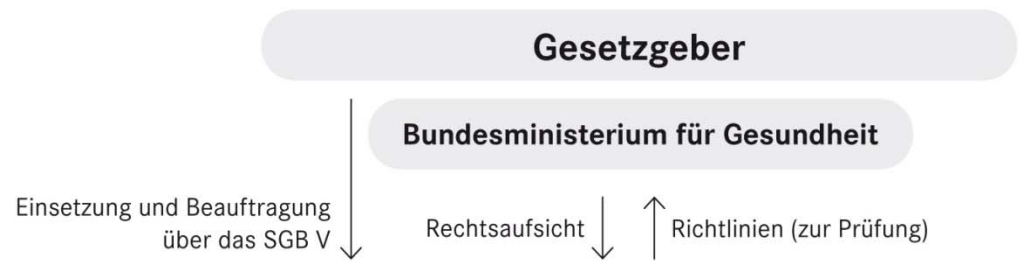 Gesetzgeber
Bundesministerium für Gesundheit
Einsetzung und Beauftragung
über das SGB V
Rechtsaufsicht
Richtlinien (zur Prüfung)